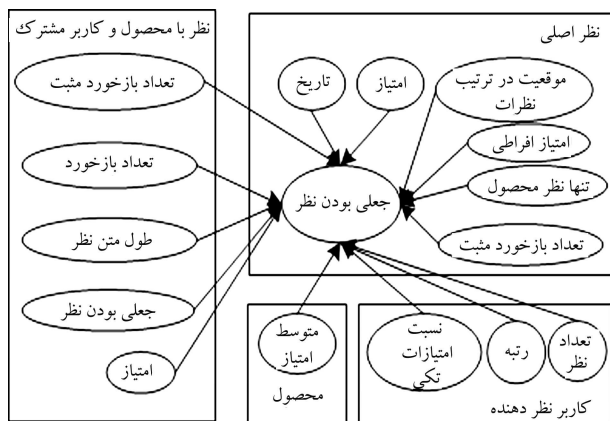 نظر اصلی
نظر با محصول و کاربر مشترک
تاریخ
امتیاز
موقعیت در ترتیب
نظرات
تعداد بازخورد مثبت
امتیاز افراطی
تعداد بازخورد
تنها نظر محصول
جعلی بودن نظر
طول متن نظر
تعداد بازخورد مثبت
جعلی بودن نظر
امتیاز
متوسط
امتیاز
محصول
نسبت
امتیازات
تکی
رتبه
تعداد
نظر
کاربر نظر دهنده